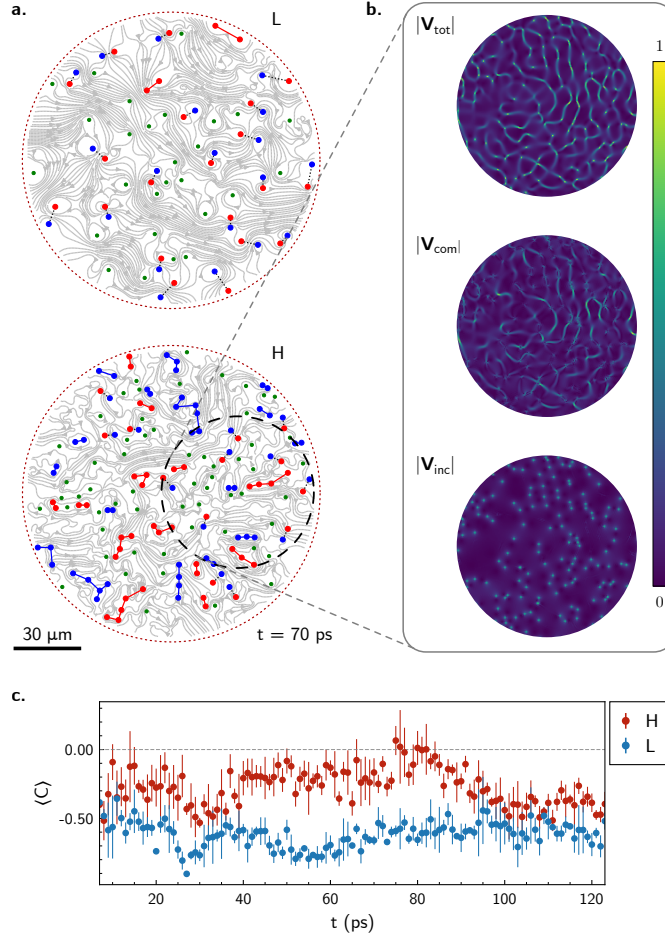 a.
L
H
30 µm
t = 70 ps
b.
|V_tot|
|V_com|
|V_inc|
1
0
c.
⟨C⟩
0.00
-0.50
20
40
60
80
100
120
t (ps)
H
L